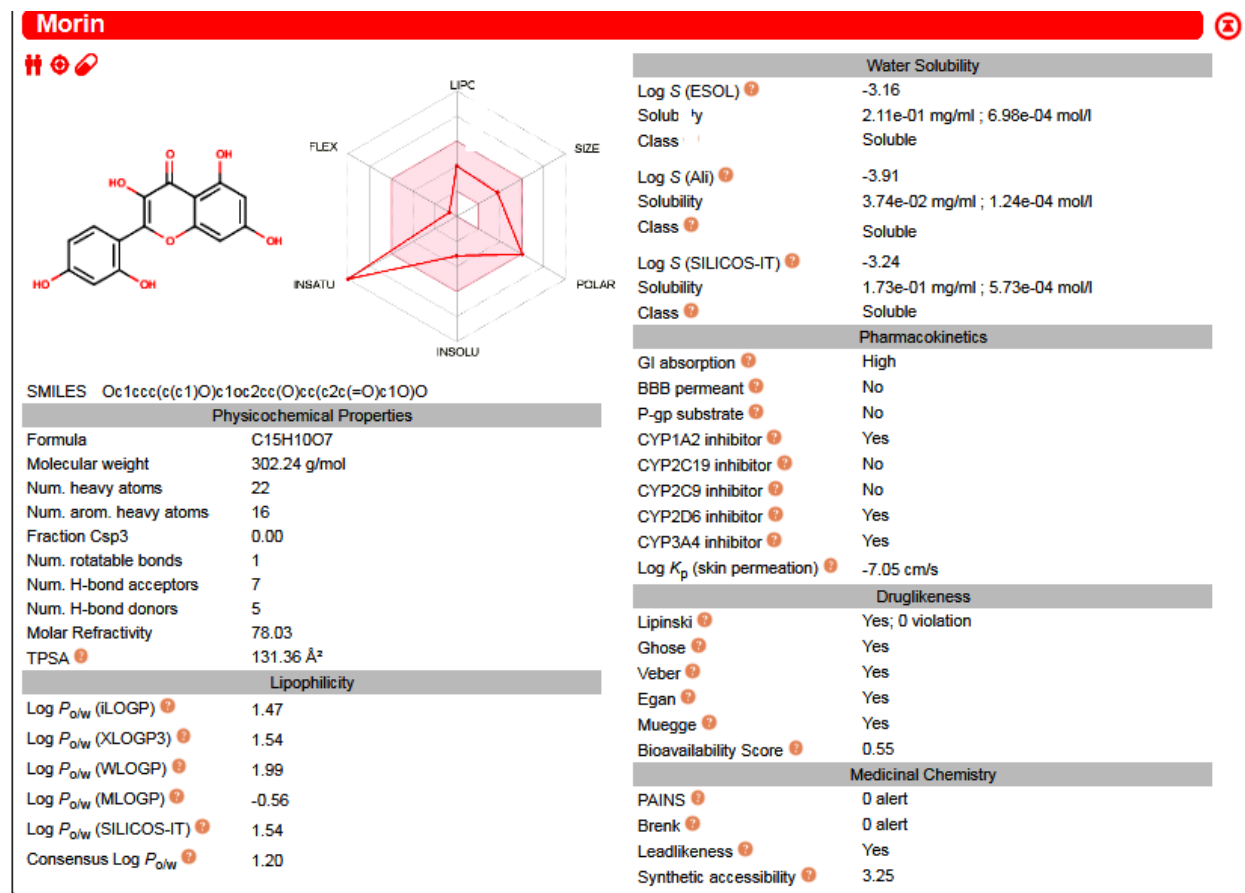 Morin
O
OH
HO
O
OH
HO
OH
LIPO
FLEX
SIZE
INSATU
POLAR
INSOLU
SMILES Oc1ccc(c(c1)O)c1oc2cc(O)cc(c2c(=O)c1O)O
Physicochemical Properties
Formula C15H10O7
Molecular weight 302.24 g/mol
Num. heavy atoms 22
Num. arom. heavy atoms 16
Fraction Csp3 0.00
Num. rotatable bonds 1
Num. H-bond acceptors 7
Num. H-bond donors 5
Molar Refractivity 78.03
TPSA ? 131.36 Å²
Lipophilicity
Log Po/w (iLOGP) ? 1.47
Log Po/w (XLOGP3) ? 1.54
Log Po/w (WLOGP) ? 1.99
Log Po/w (MLOGP) ? -0.56
Log Po/w (SILICOS-IT) ? 1.54
Consensus Log Po/w ? 1.20
Water Solubility
Log S (ESOL) ? -3.16
2.11e-01 mg/ml ; 6.98e-04 mol/l
Class Soluble
Log S (Ali) ? -3.91
Solubility 3.74e-02 mg/ml ; 1.24e-04 mol/l
Class ? Soluble
Log S (SILICOS-IT) ? -3.24
Solubility 1.73e-01 mg/ml ; 5.73e-04 mol/l
Class ? Soluble
Pharmacokinetics
GI absorption ? High
BBB permeant ? No
P-gp substrate ? No
CYP1A2 inhibitor ? Yes
CYP2C19 inhibitor ? No
CYP2C9 inhibitor ? No
CYP2D6 inhibitor ? Yes
CYP3A4 inhibitor ? Yes
Log Kp (skin permeation) ? -7.05 cm/s
Druglikeness
Lipinski ? Yes; 0 violation
Ghose ? Yes
Veber ? Yes
Egan ? Yes
Muegge ? Yes
Bioavailability Score ? 0.55
Medicinal Chemistry
PAINS ? 0 alert
Brenk ? 0 alert
Leadlikeness ? Yes
Synthetic accessibility ? 3.25